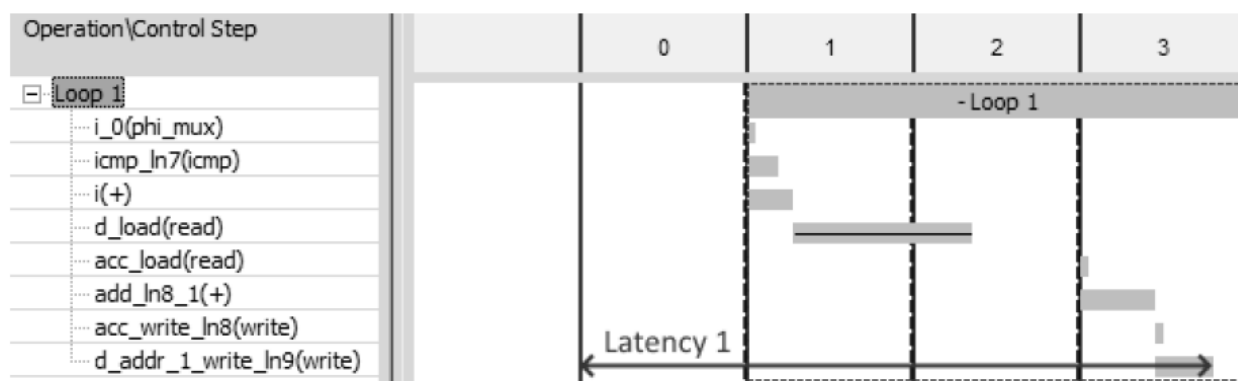 Operation\Control Step
0 1 2 3
Loop 1
- Loop 1
i_0(phi_mux)
icmp_ln7(icmp)
i(+)
d_load(read)
acc_load(read)
add_ln8_1(+)
acc_write_ln8(write)
Latency 1
d_addr_1_write_ln9(write)